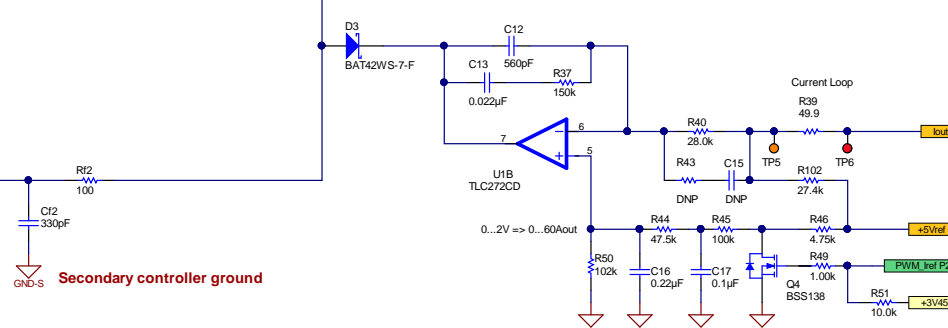 D3
BAT42WS-7-F
C12
560pF
C13
0.022µF
R37
150k
Current Loop
R39
49.9
R40
28.0k
Iout
7
6
5
U1B
TLC272CD
TP5
TP6
R43
DNP
C15
DNP
R102
27.4k
Rf2
100
Cf2
330pF
GND-S
Secondary controller ground
0...2V => 0...60Aout
R44
47.5k
R45
100k
R46
4.75k
+5Vref
R50
102k
C16
0.22µF
C17
0.1µF
Q4
BSS138
R49
1.00k
PWM_Iref P2
R51
10.0k
+3V45